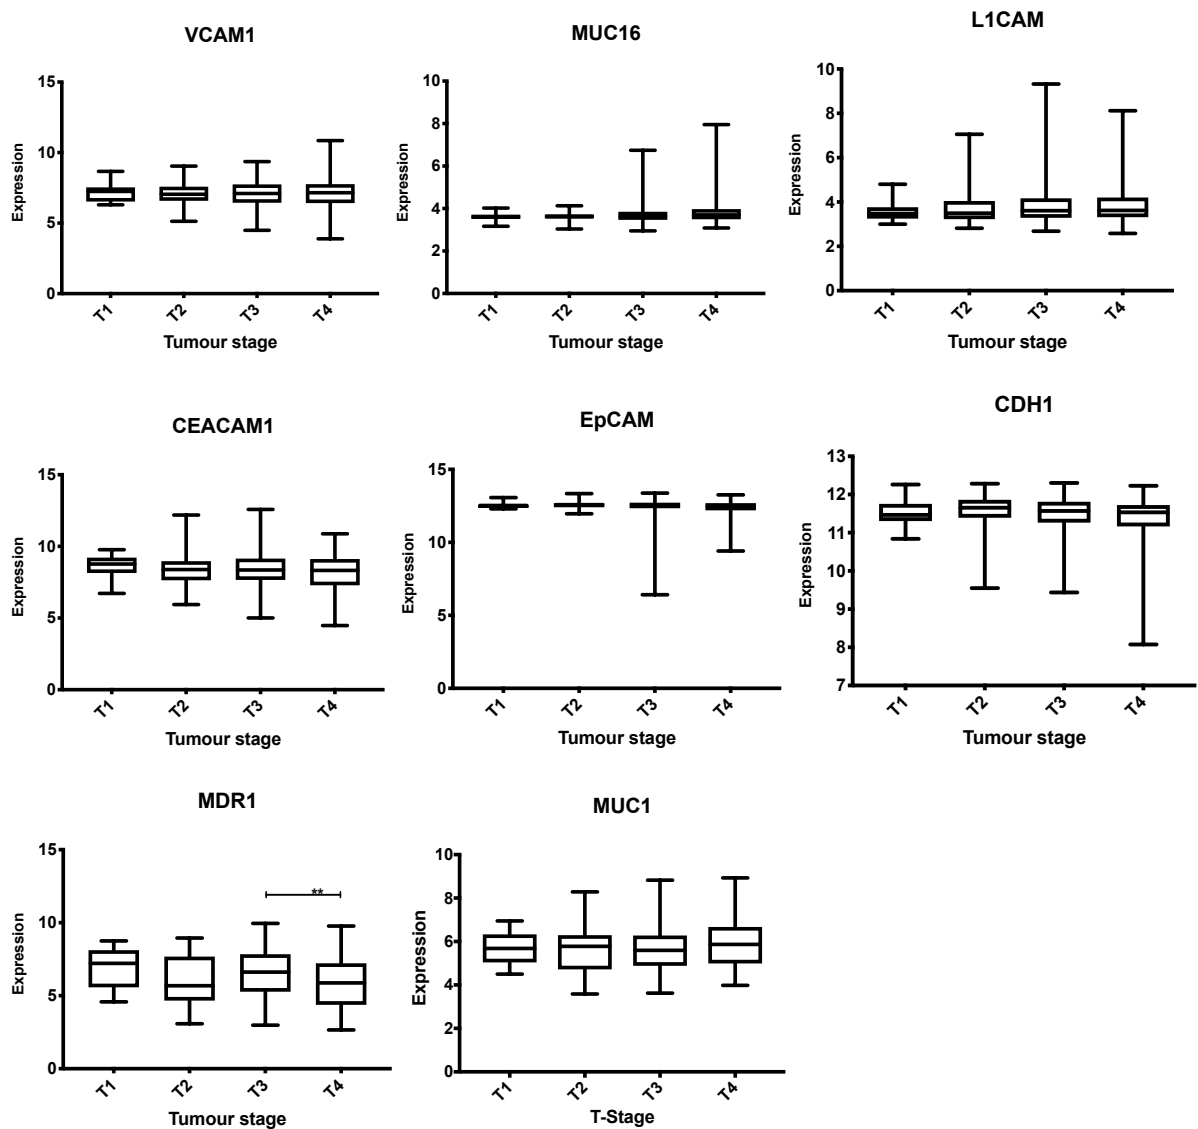 VCAM1
15
10
5
0
Expression
T1 T2 T3 T4
Tumour stage
MUC16
10
8
6
4
2
0
Expression
T1 T2 T3 T4
Tumour stage
L1CAM
10
8
6
4
2
0
Expression
T1 T2 T3 T4
Tumour stage
CEACAM1
15
10
5
0
Expression
T1 T2 T3 T4
Tumour stage
EpCAM
15
10
5
0
Expression
T1 T2 T3 T4
Tumour stage
CDH1
13
12
11
10
9
8
7
Expression
T1 T2 T3 T4
Tumour stage
MDR1
15
10
5
0
Expression
**
T1 T2 T3 T4
Tumour stage
MUC1
10
8
6
4
2
0
Expression
T1 T2 T3 T4
T-Stage